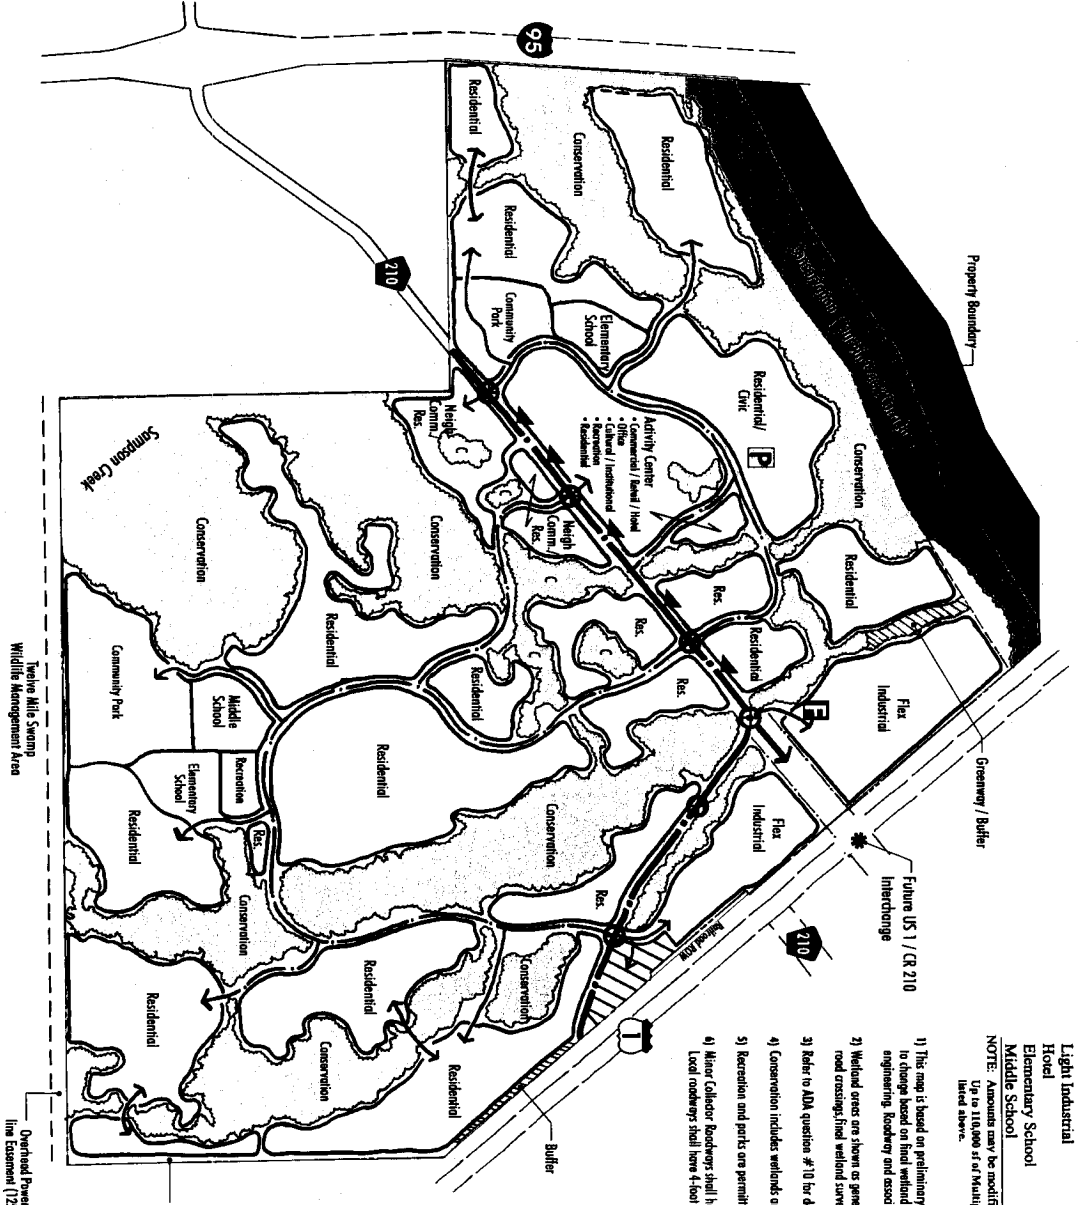 Light Industrial
Hotel
Elementary School
Middle School
NOTE: Amounts may be modifi
Up to 110,000 sf of Multip
listed above.
1) This map is based on preliminary
to change based on final wetland
engineering. Roadway and associ
2) Wetland areas are shown as gene
road crossings, final wetland surve
3) Refer to ADA question #10 for d
4) Conservation includes wetlands a
5) Recreation and parks are permitt
6) Minor Collector Roadways shall h
Local roadways shall have 4-foot
95
210
Property Boundary
Residential
Conservation
Residential
Residential
Community
Park
Elementary
School
Residential/
Civic
P
Conservation
Activity Center
• Commercial / Retail / Hotel
• Office
• Cultural / Institutional
• Recreation
• Residential
Neigh
Comm.
Res.
C
Neigh
Comm.
Res.
C
Res.
Residential
Residential
Res.
C
Res.
Flex
Industrial
E
Greenway / Buffer
Future US 1 / CR 210
Interchange
210
Flex
Industrial
Railroad ROW
1
Sampson Creek
Conservation
Conservation
Residential
Residential
Community Park
Middle
School
Recreation
Elementary
School
Residential
Residential
Res.
Conservation
Res.
Conservation
Conservation
Residential
Residential
Conservation
Residential
Buffer
Twelve Mile Swamp
Wildlife Management Area
Overhead Power
line Easement (12